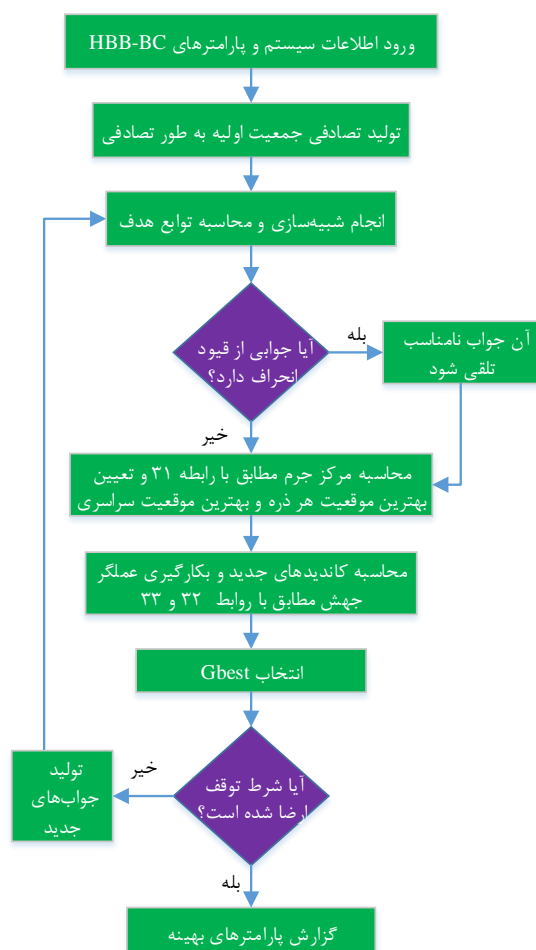 ورود اطلاعات سیستم و پارامترهای HBB-BC
تولید تصادفی جمعیت اولیه به طور تصادفی
انجام شبیه‌سازی و محاسبه توابع هدف
آیا جوابی از قیود
انحراف دارد؟
بله
آن جواب نامناسب
تلقی شود
خیر
محاسبه مرکز جرم مطابق با رابطه ۳۱ و تعیین
بهترین موقعیت هر ذره و بهترین موقعیت سراسری
محاسبه کاندیدهای جدید و بکارگیری عملگر
جهش مطابق با روابط ۳۲ و ۳۳
انتخاب Gbest
آیا شرط توقف
ارضا شده است؟
خیر
تولید
جواب‌های
جدید
بله
گزارش پارامترهای بهینه